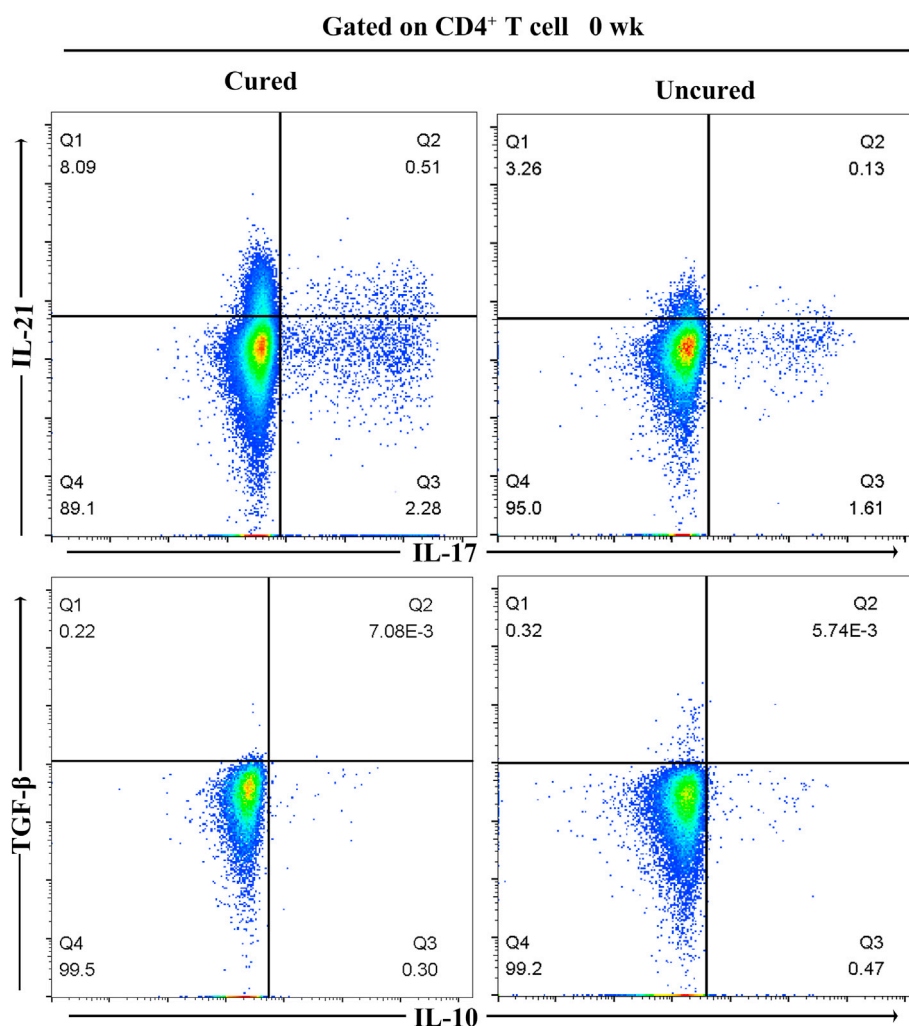 Gated on CD4⁺ T cell 0 wk
Cured
Uncured
Q1
8.09
Q2
0.51
Q1
3.26
Q2
0.13
IL-21
Q4
89.1
Q3
2.28
Q4
95.0
Q3
1.61
IL-17
Q1
0.22
Q2
7.08E-3
Q1
0.32
Q2
5.74E-3
TGF-β
Q4
99.5
Q3
0.30
Q4
99.2
Q3
0.47
IL-10